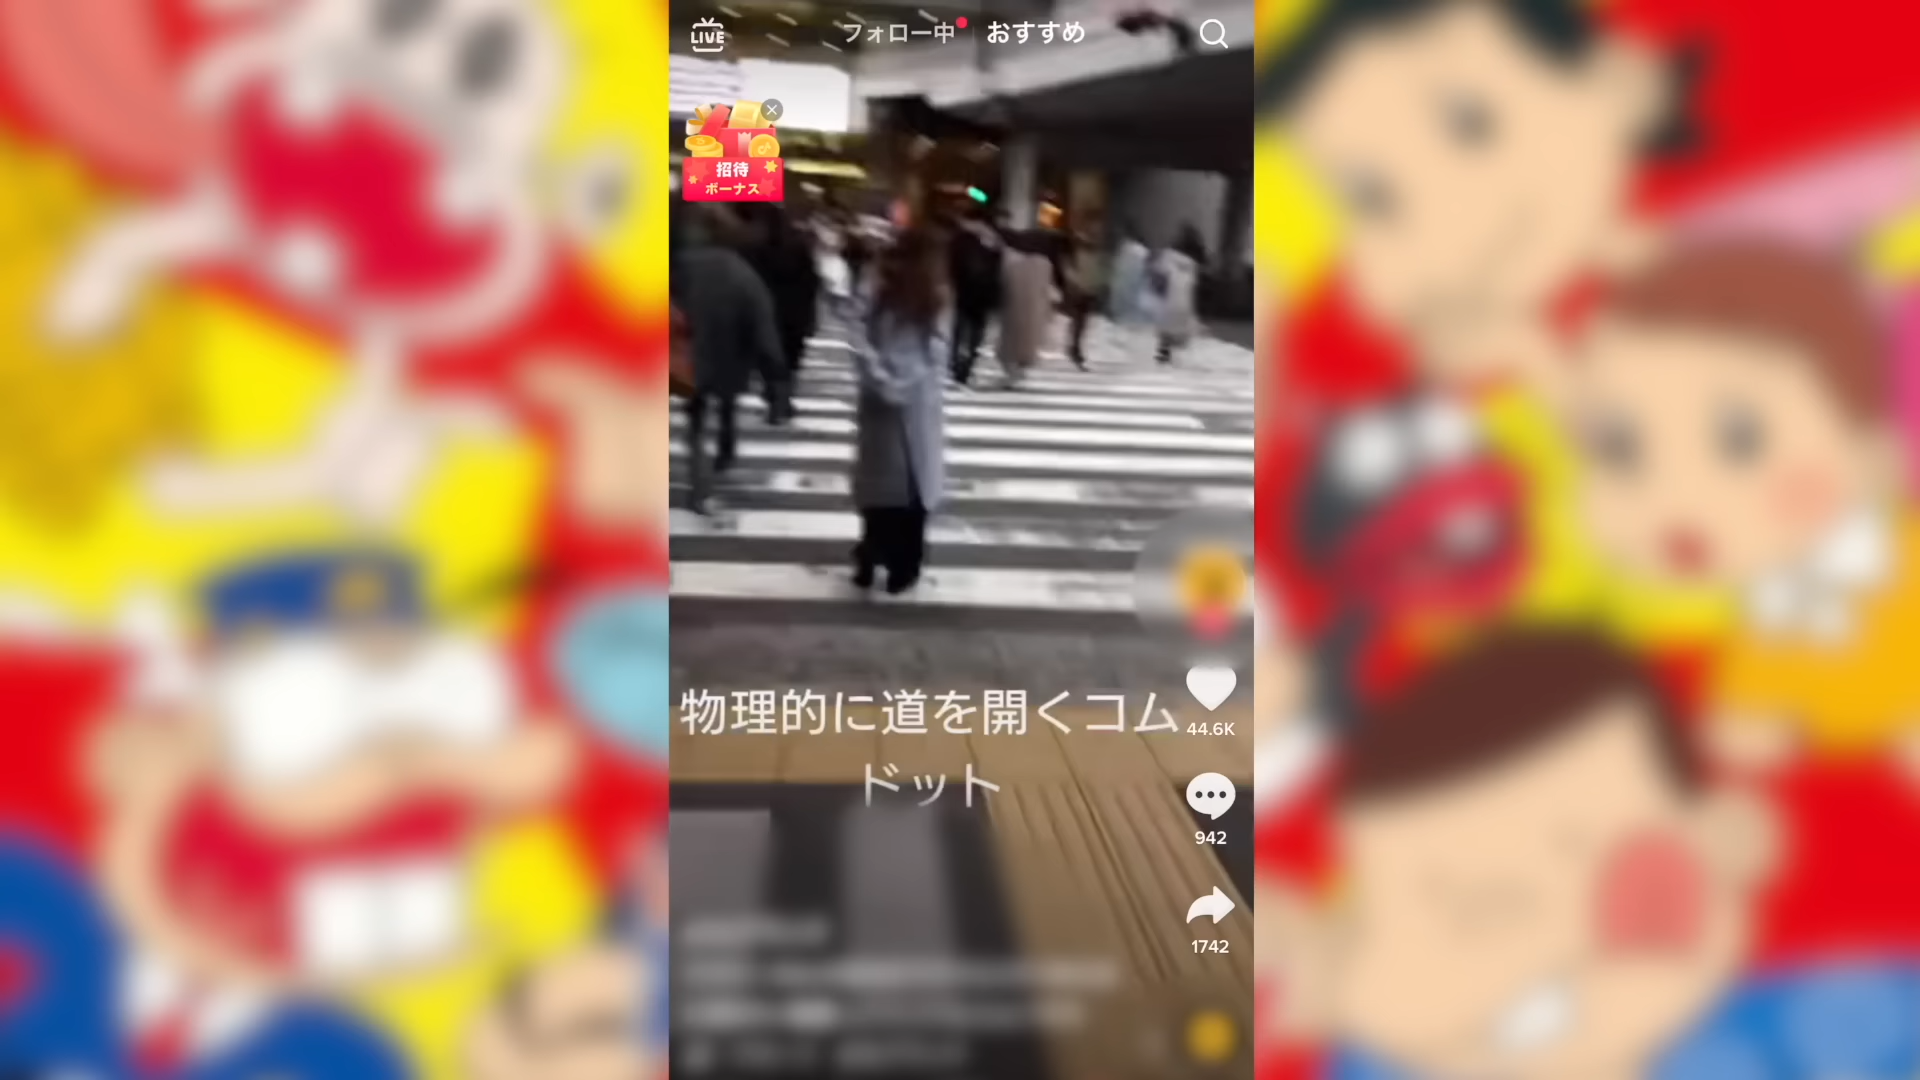 LIVE
フォロー中
おすすめ
招待
ボーナス
物理的に道を開くコム
ドット
44.6K
942
1742